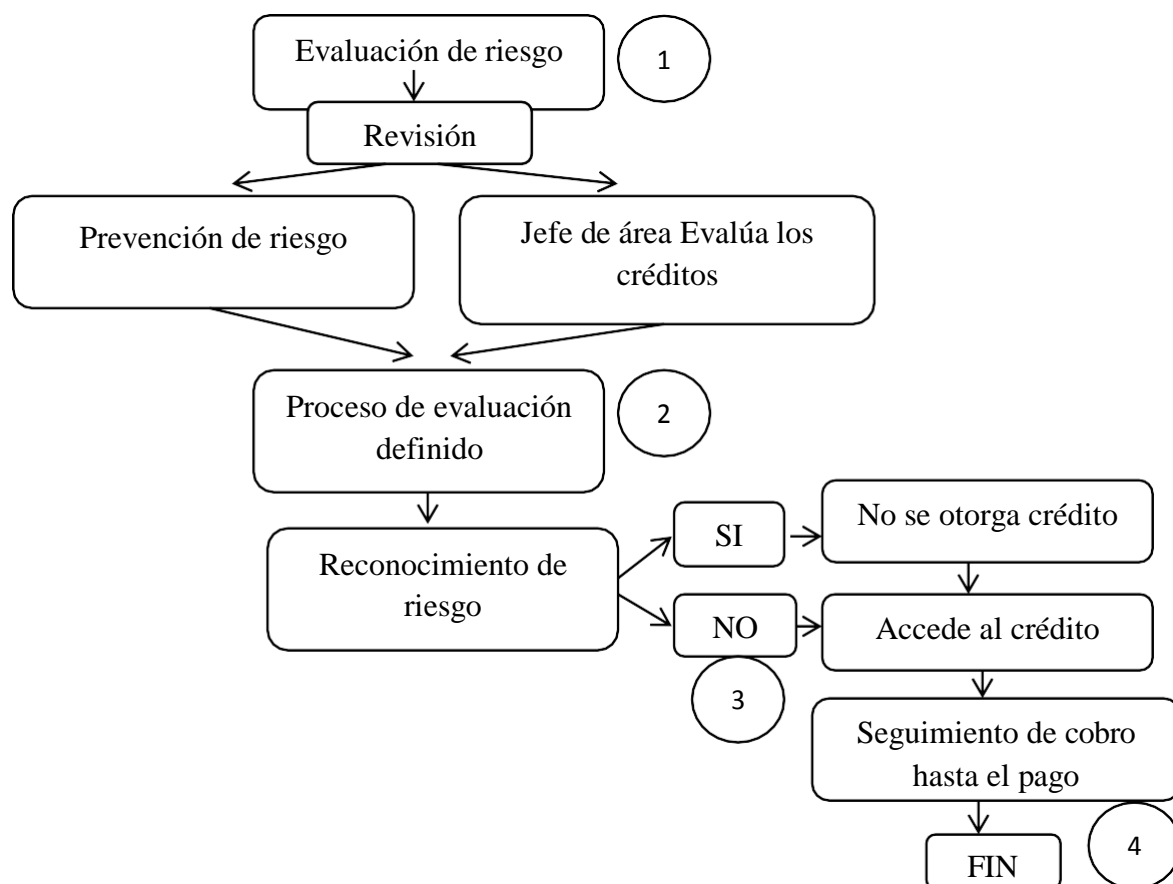 Evaluación de riesgo
1
Revisión
Prevención de riesgo
Jefe de área Evalúa los
créditos
Proceso de evaluación
definido
2
Reconocimiento de
riesgo
SI
No se otorga crédito
NO
Accede al crédito
3
Seguimiento de cobro
hasta el pago
4
FIN